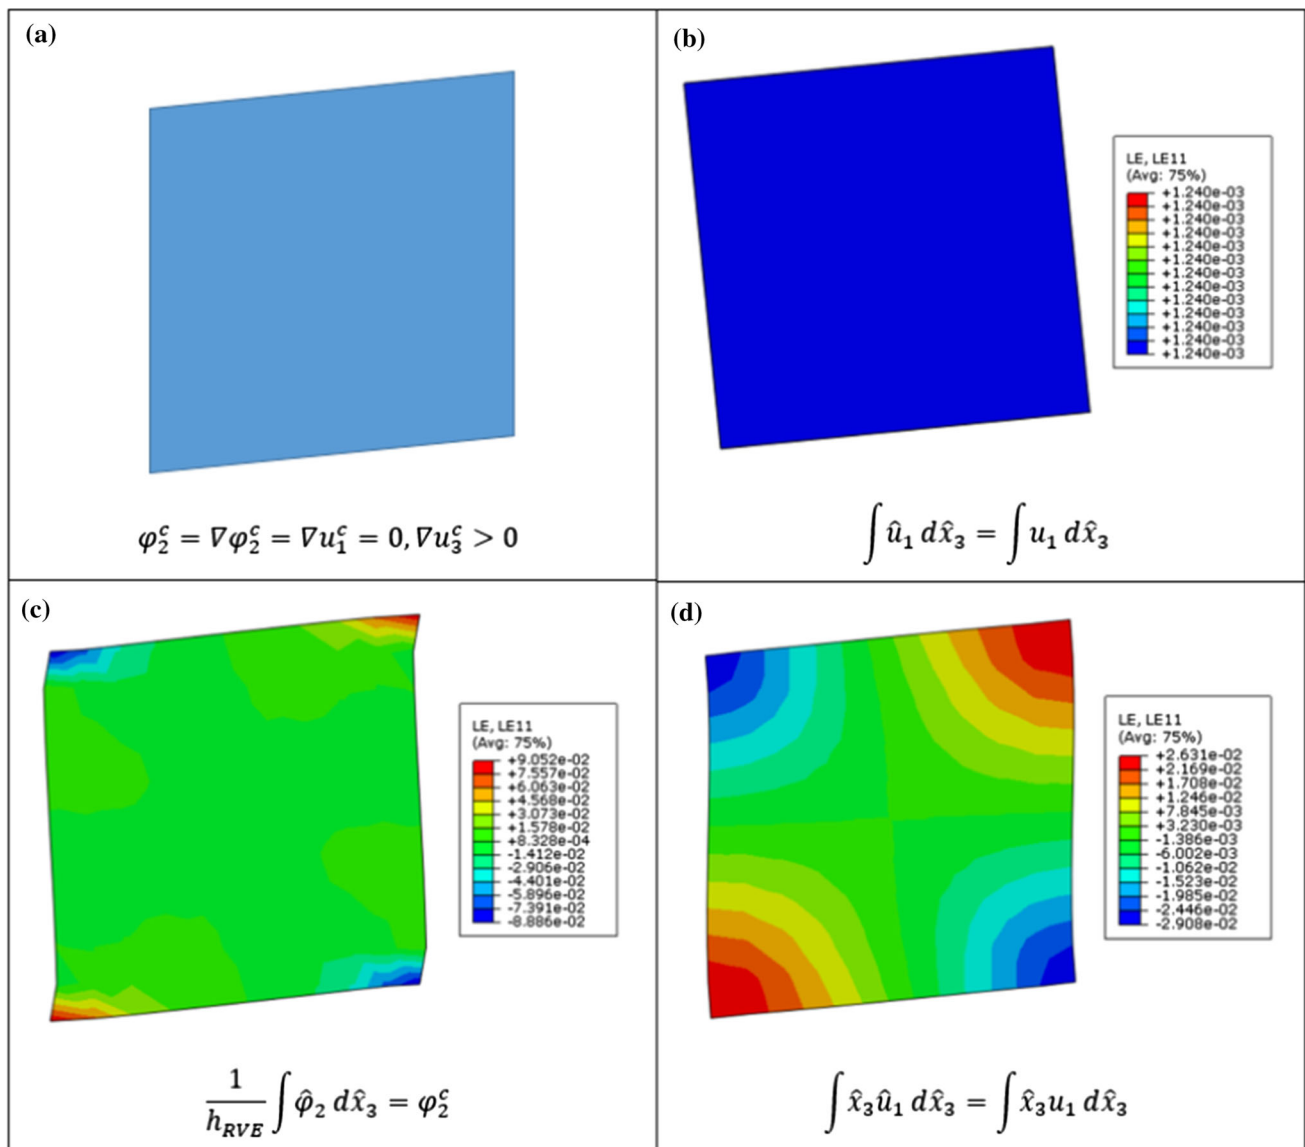 (a)
φ₂ᶜ = ∇φ₂ᶜ = ∇u₁ᶜ = 0, ∇u₃ᶜ > 0
(b)
LE, LE11
(Avg: 75%)
+1.240e-03
+1.240e-03
+1.240e-03
+1.240e-03
+1.240e-03
+1.240e-03
+1.240e-03
+1.240e-03
+1.240e-03
+1.240e-03
+1.240e-03
+1.240e-03
+1.240e-03
∫ û₁ dx̂₃ = ∫ u₁ dx̂₃
(c)
LE, LE11
(Avg: 75%)
+9.052e-02
+7.557e-02
+6.063e-02
+4.568e-02
+3.073e-02
+1.578e-02
+8.328e-04
-1.412e-02
-2.906e-02
-4.401e-02
-5.896e-02
-7.391e-02
-8.886e-02
1/h_RVE ∫ φ̂₂ dx̂₃ = φ₂ᶜ
(d)
LE, LE11
(Avg: 75%)
+2.631e-02
+2.169e-02
+1.708e-02
+1.246e-02
+7.845e-03
+3.230e-03
-1.386e-03
-6.002e-03
-1.062e-02
-1.523e-02
-1.985e-02
-2.446e-02
-2.908e-02
∫ x̂₃û₁ dx̂₃ = ∫ x̂₃u₁ dx̂₃